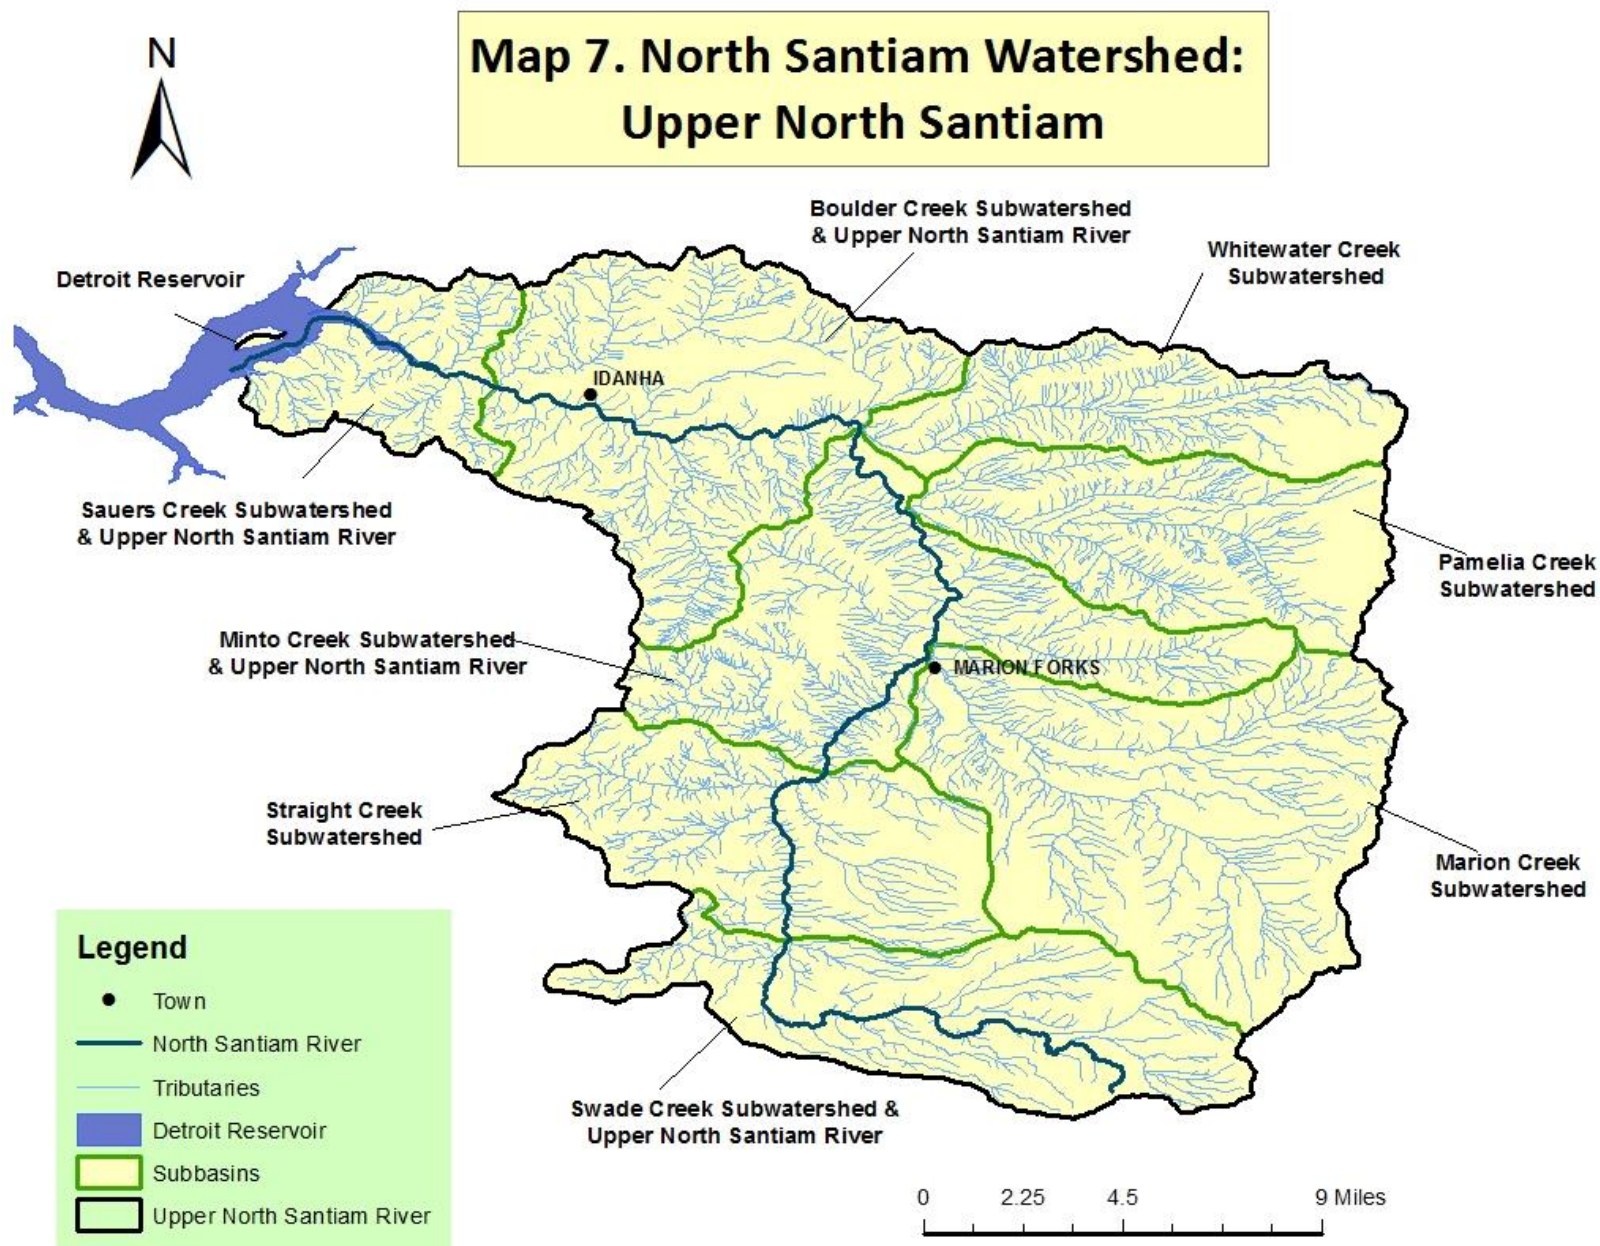 Map 7. North Santiam Watershed:
Upper North Santiam
N
Boulder Creek Subwatershed
& Upper North Santiam River
Whitewater Creek
Subwatershed
Detroit Reservoir
IDANHA
Sauers Creek Subwatershed
& Upper North Santiam River
Pamelia Creek
Subwatershed
Minto Creek Subwatershed
& Upper North Santiam River
MARION FORKS
Straight Creek
Subwatershed
Marion Creek
Subwatershed
Swade Creek Subwatershed &
Upper North Santiam River
Legend
Town
North Santiam River
Tributaries
Detroit Reservoir
Subbasins
Upper North Santiam River
0 2.25 4.5 9 Miles